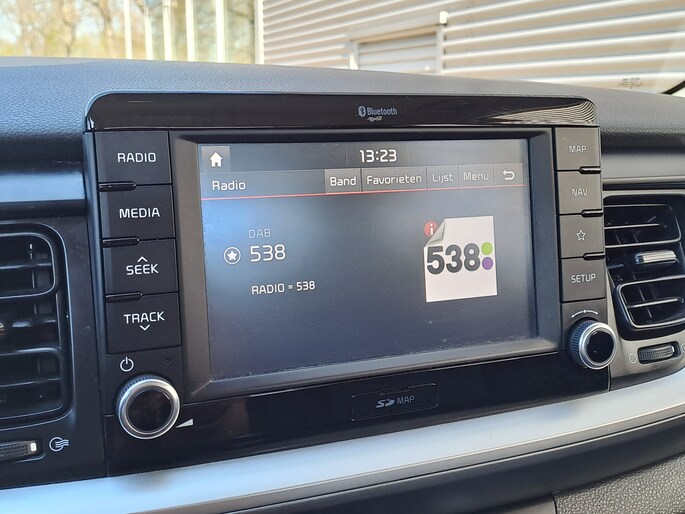 Bluetooth
RADIO
MEDIA
SEEK
TRACK
13:23
Radio
Band Favorieten Lijst Menu
DAB
538
RADIO = 538
i
538
MAP
NAV
SETUP
SD MAP